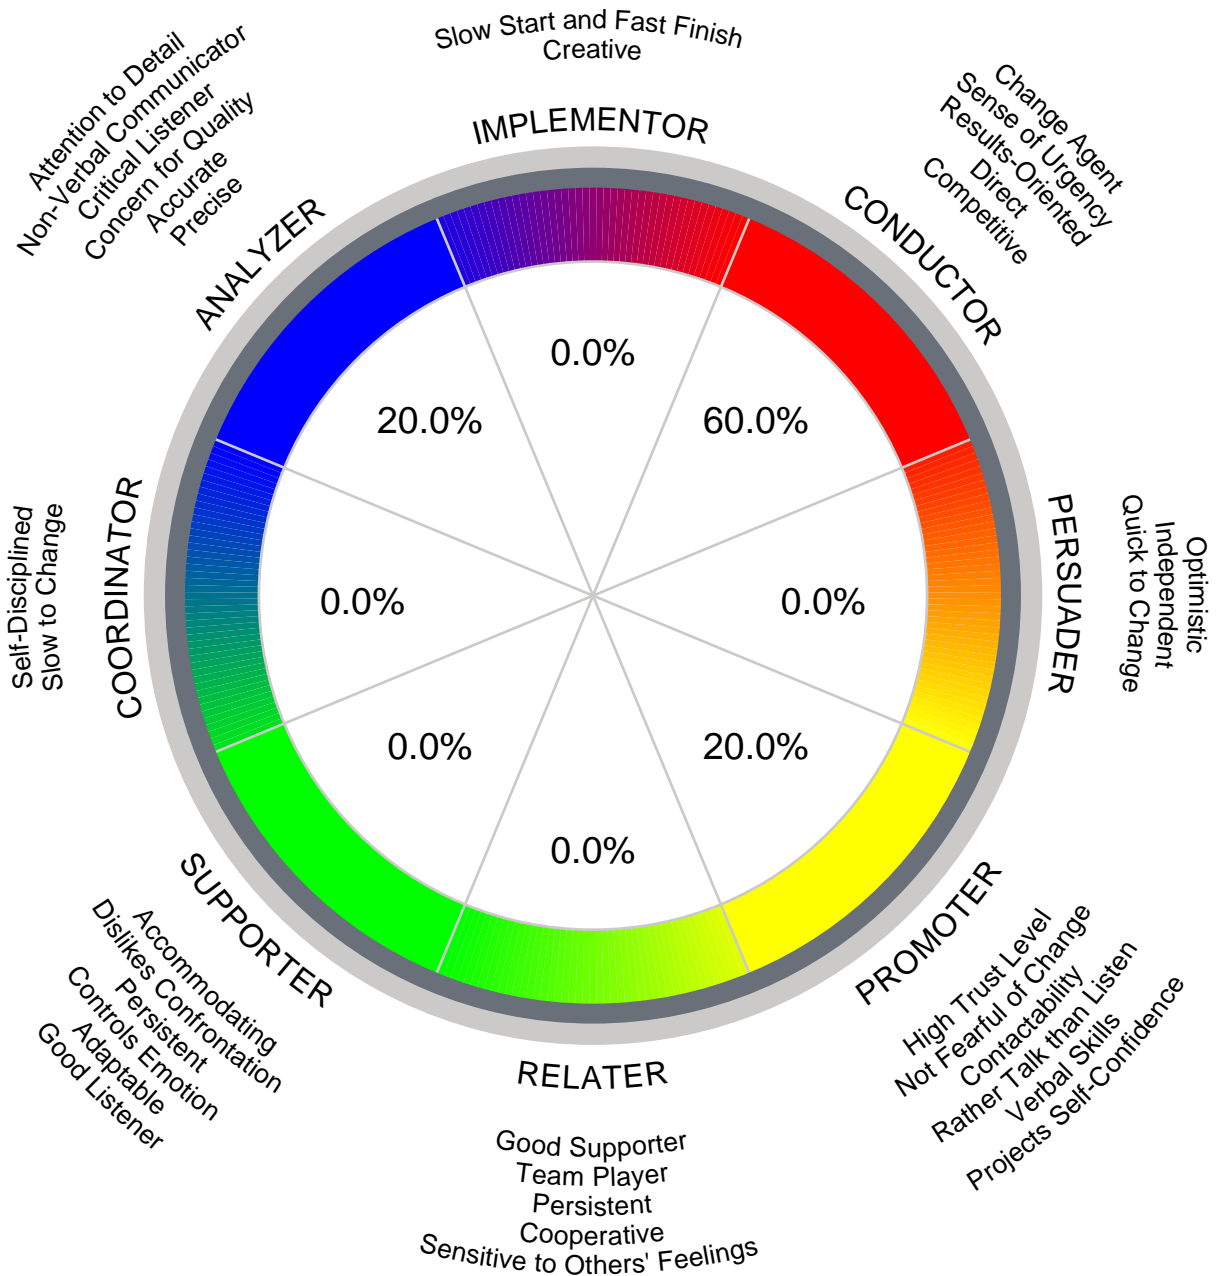 Slow Start and Fast Finish
Creative
IMPLEMENTOR
0.0%
Change Agent
Sense of Urgency
Results-Oriented
Direct
Competitive
CONDUCTOR
60.0%
Optimistic
Independent
Quick to Change
PERSUADER
0.0%
PROMOTER
20.0%
High Trust Level
Not Fearful of Change
Contactability
Rather Talk than Listen
Verbal Skills
Projects Self-Confidence
0.0%
RELATER
Good Supporter
Team Player
Persistent
Cooperative
Sensitive to Others' Feelings
0.0%
SUPPORTER
Accommodating
Dislikes Confrontation
Persistent
Controls Emotion
Adaptable
Good Listener
Self-Disciplined
Slow to Change
COORDINATOR
0.0%
Attention to Detail
Non-Verbal Communicator
Critical Listener
Concern for Quality
Accurate
Precise
ANALYZER
20.0%